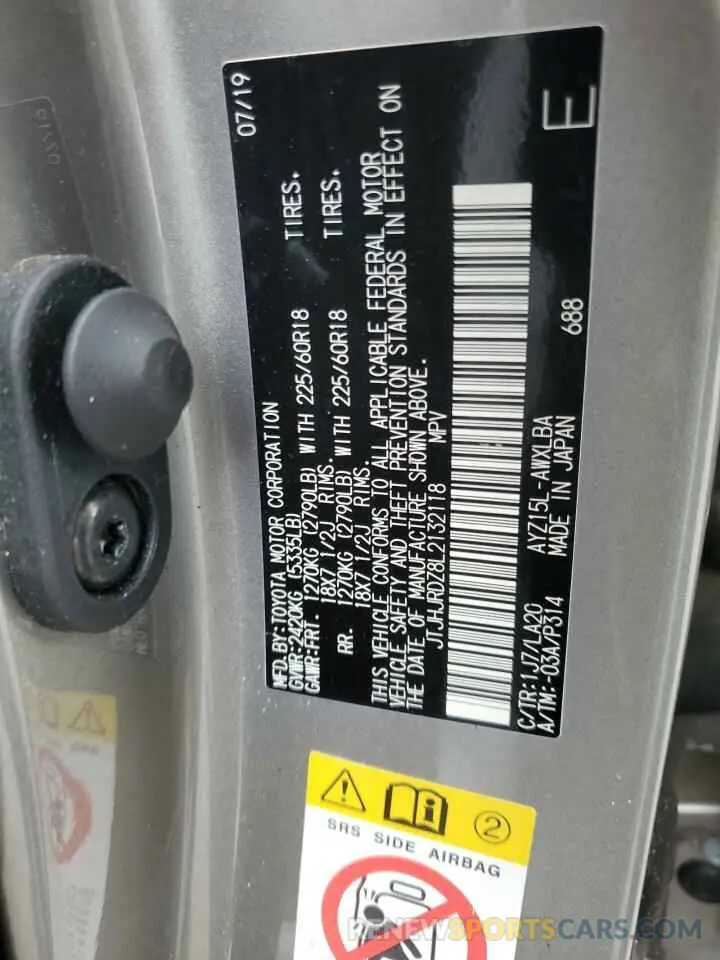 07/19
MFD.BY:TOYOTA MOTOR CORPORATION
GVWR:2420KG (5335LB)
GAWR:FRT. 1270KG (2790LB) WITH 225/60R18 TIRES.
18X7 1/2J RIMS.
RR. 1270KG (2790LB) WITH 225/60R18 TIRES.
18X7 1/2J RIMS.
THIS VEHICLE CONFORMS TO ALL APPLICABLE FEDERAL MOTOR
VEHICLE SAFETY AND THEFT PREVENTION STANDARDS IN EFFECT ON
THE DATE OF MANUFACTURE SHOWN ABOVE.
JTJHJRDZ8L2132118 MPV
C/TR:1J7/LA20 AYZ15L-AWXLBA 688
A/TM:-03A/P314 MADE IN JAPAN
E
2
SRS SIDE AIRBAG
RENEWSPORTSCARS.COM